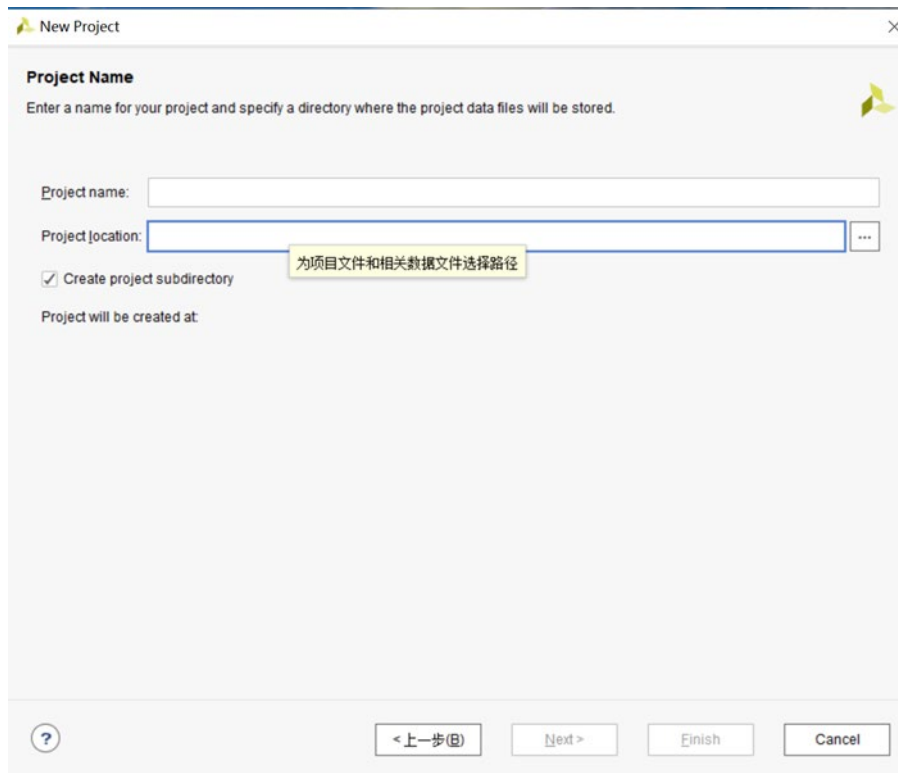 New Project
Project Name
Enter a name for your project and specify a directory where the project data files will be stored.
Project name:
Project location:
...
为项目文件和相关数据文件选择路径
Create project subdirectory
Project will be created at:
?
<上一步(B)
Next >
Finish
Cancel